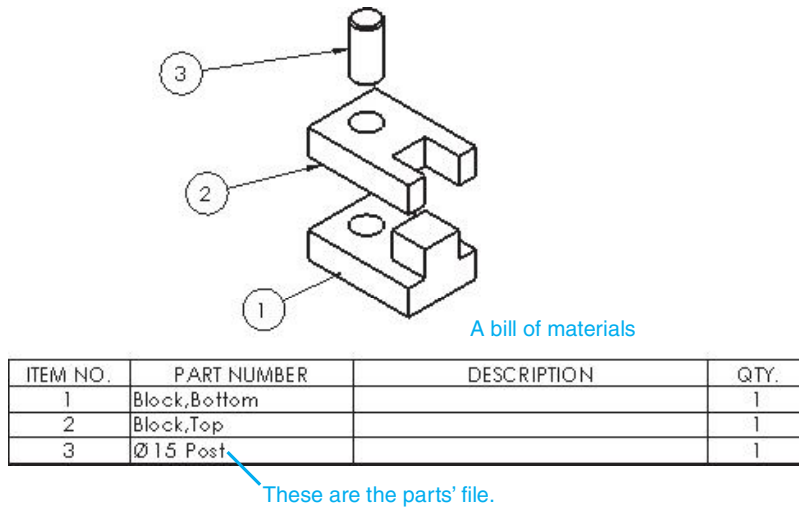 3
2
1
A bill of materials
ITEM NO. PART NUMBER DESCRIPTION QTY.
1 Block,Bottom 1
2 Block,Top 1
3 Ø15 Post 1
These are the parts’ file.